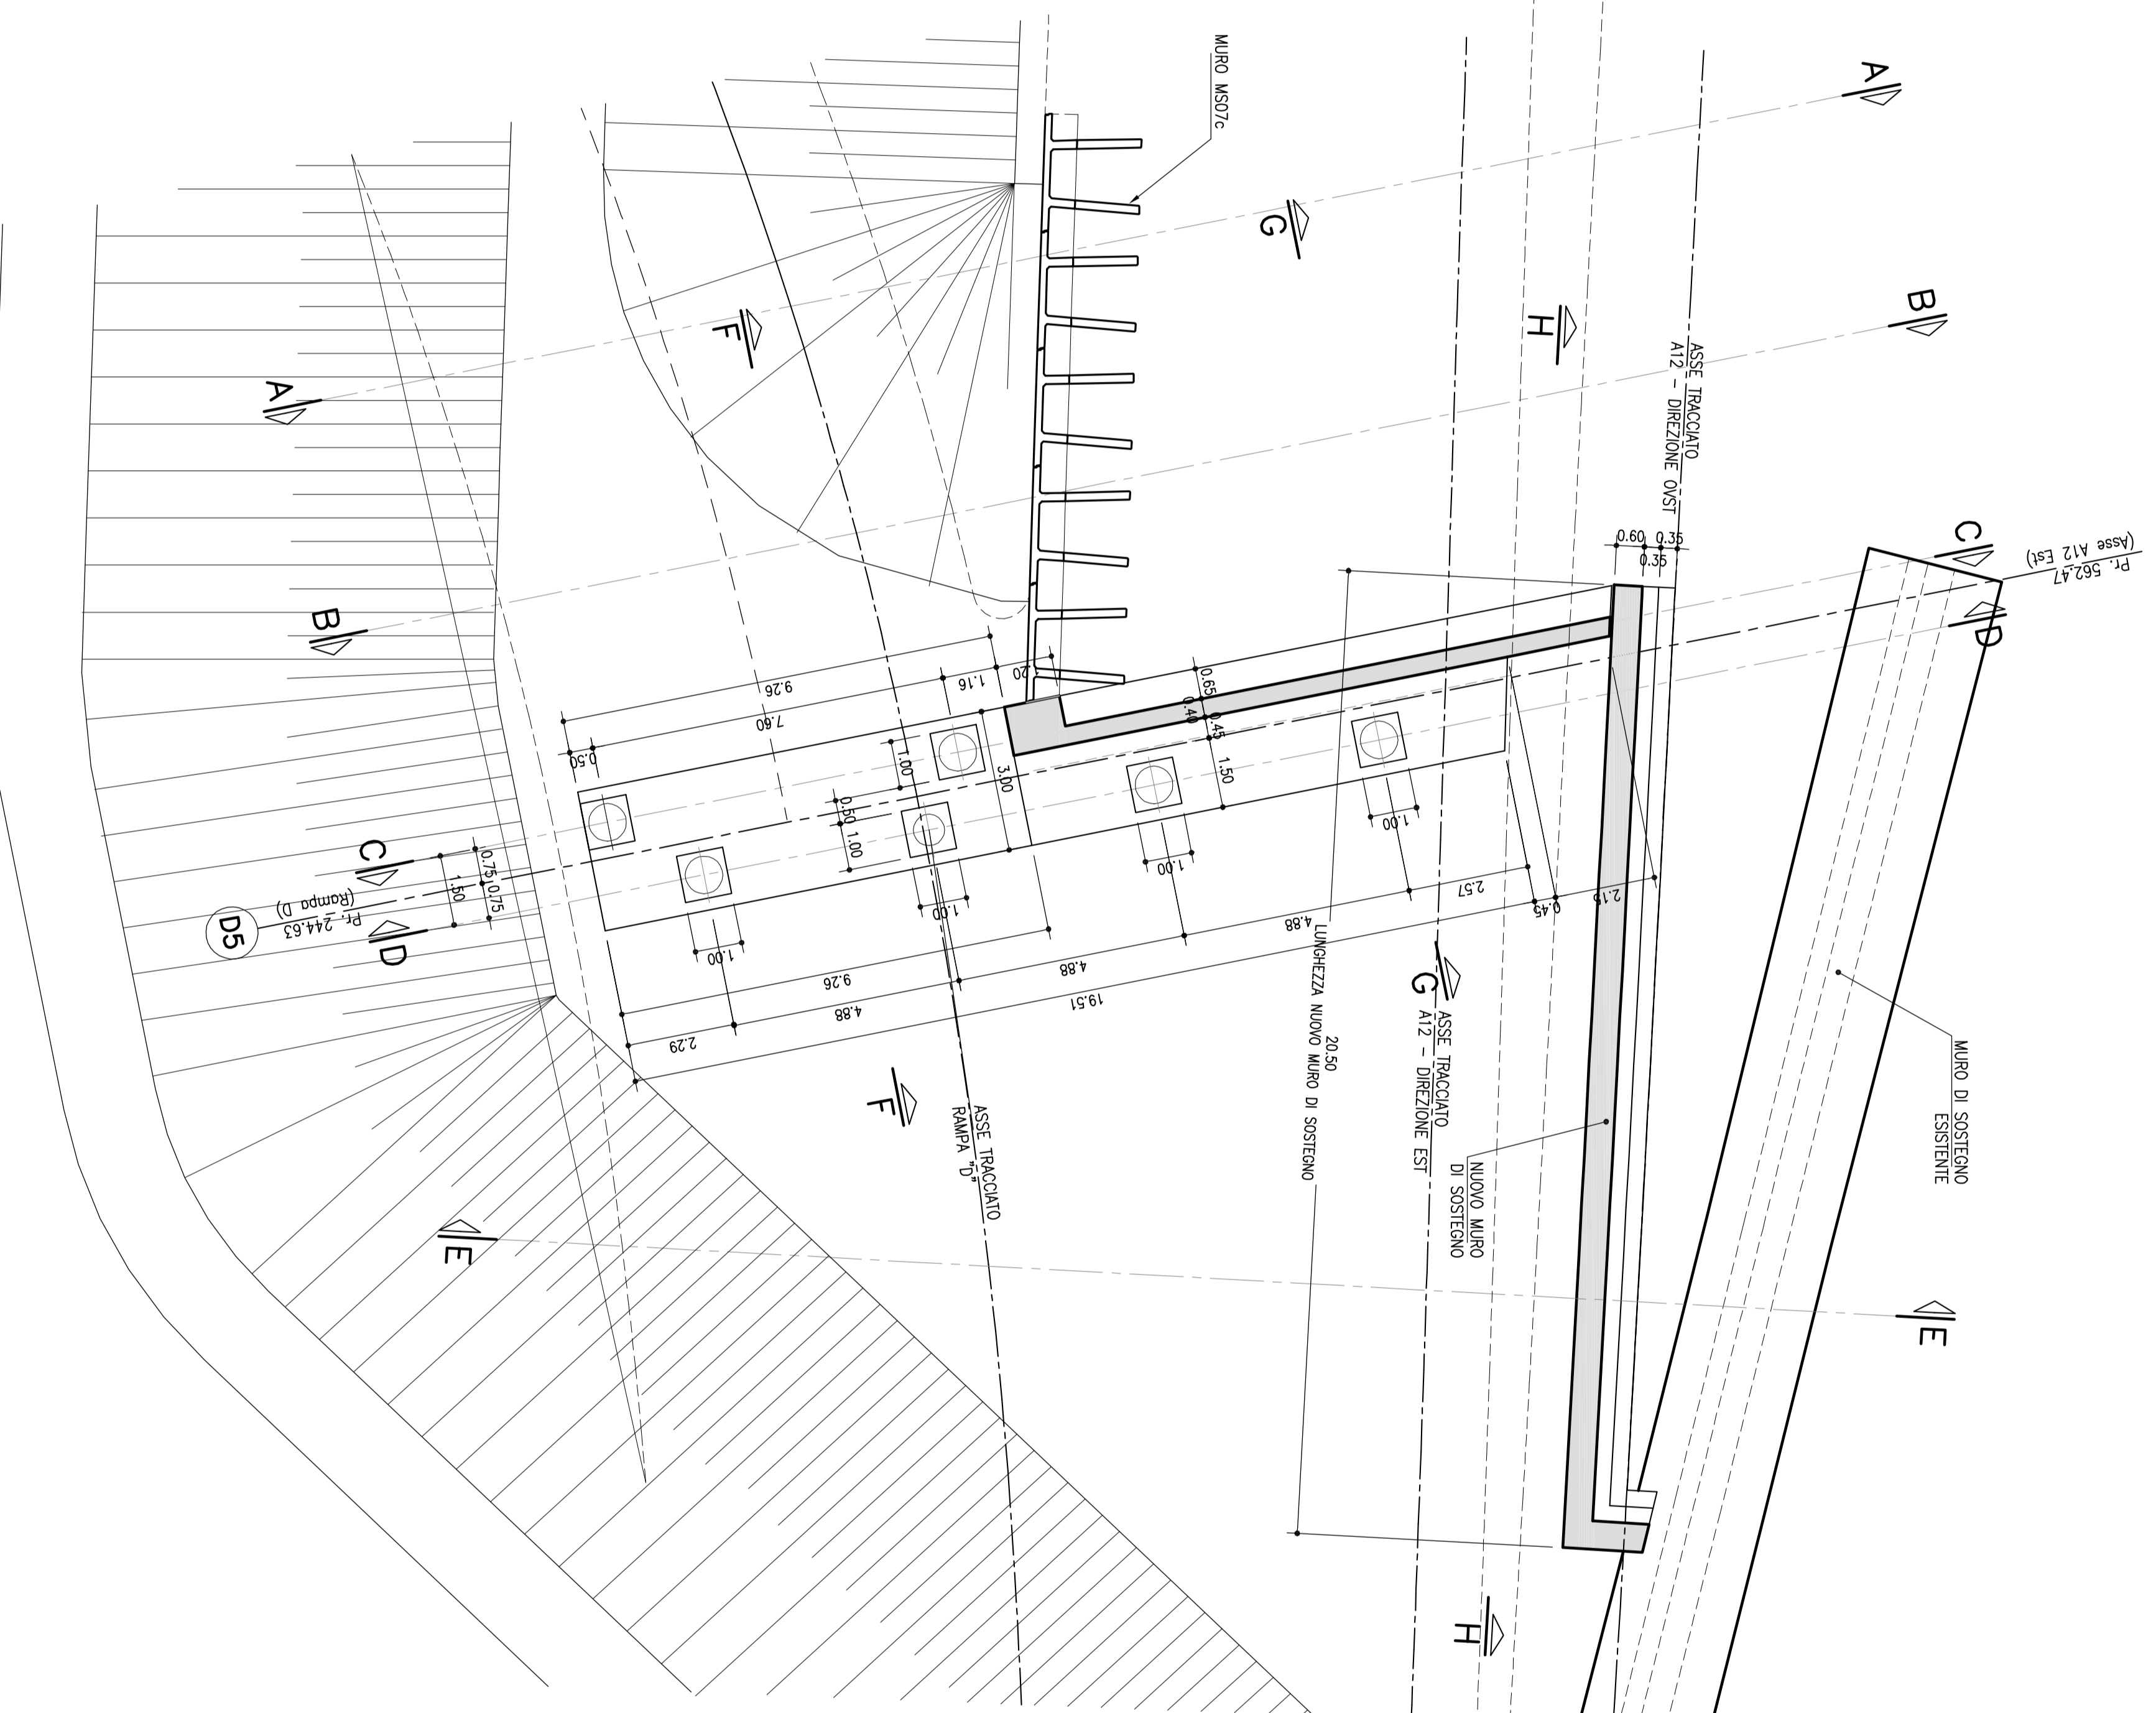 MURO MS07c
A
G
B
F
H
ASSE TRACCIATO
A12 - DIREZIONE OVST
A
C
Pr. 562.47
(Asse A12 Est)
D
0.60
0.35
0.35
B
9.26
7.60
1.16
0.50
0.65
0.40
0.45
1.50
1.00
3.00
0.50
1.00
1.00
1.00
1.00
1.00
C
0.75
0.75
1.50
Pr. 244.63
(Rampa D)
D5
D
2.57
0.45
2.15
4.88
4.88
9.26
4.88
2.29
19.51
20.50
LUNGHEZZA NUOVO MURO DI SOSTEGNO
G
ASSE TRACCIATO
A12 - DIREZIONE EST
F
ASSE TRACCIATO
RAMPA "D"
NUOVO MURO
DI SOSTEGNO
MURO DI SOSTEGNO
ESISTENTE
E
E
H